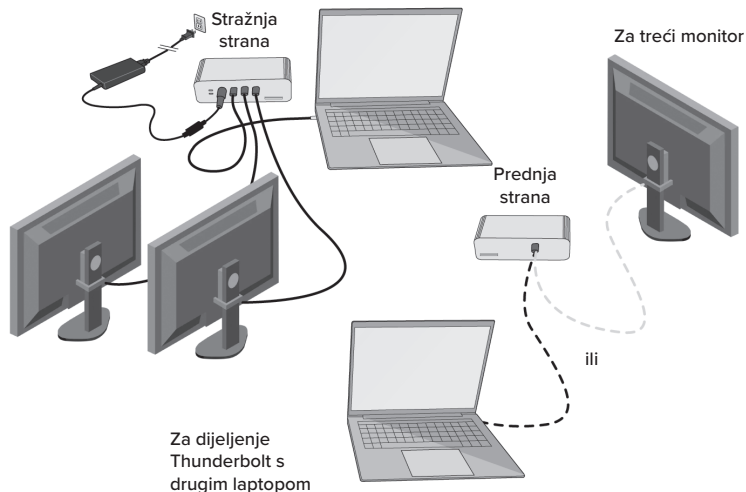 Stražnja
strana
Za treći monitor
Prednja
strana
ili
Za dijeljenje
Thunderbolt s
drugim laptopom